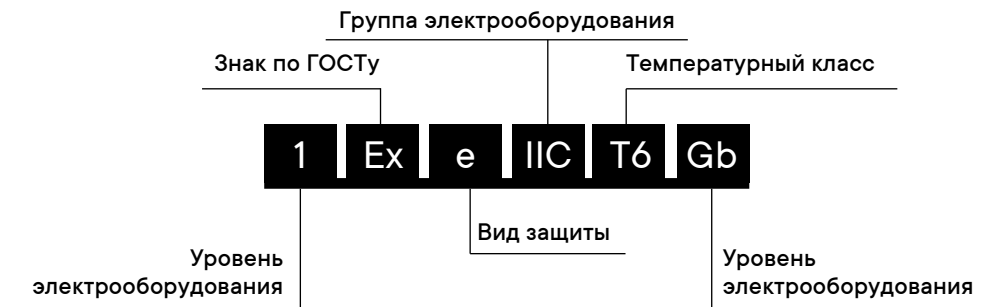 Группа электрооборудования
Знак по ГОСТу
Температурный класс
1 Ex e IIC T6 Gb
Вид защиты
Уровень
электрооборудования
Уровень
электрооборудования